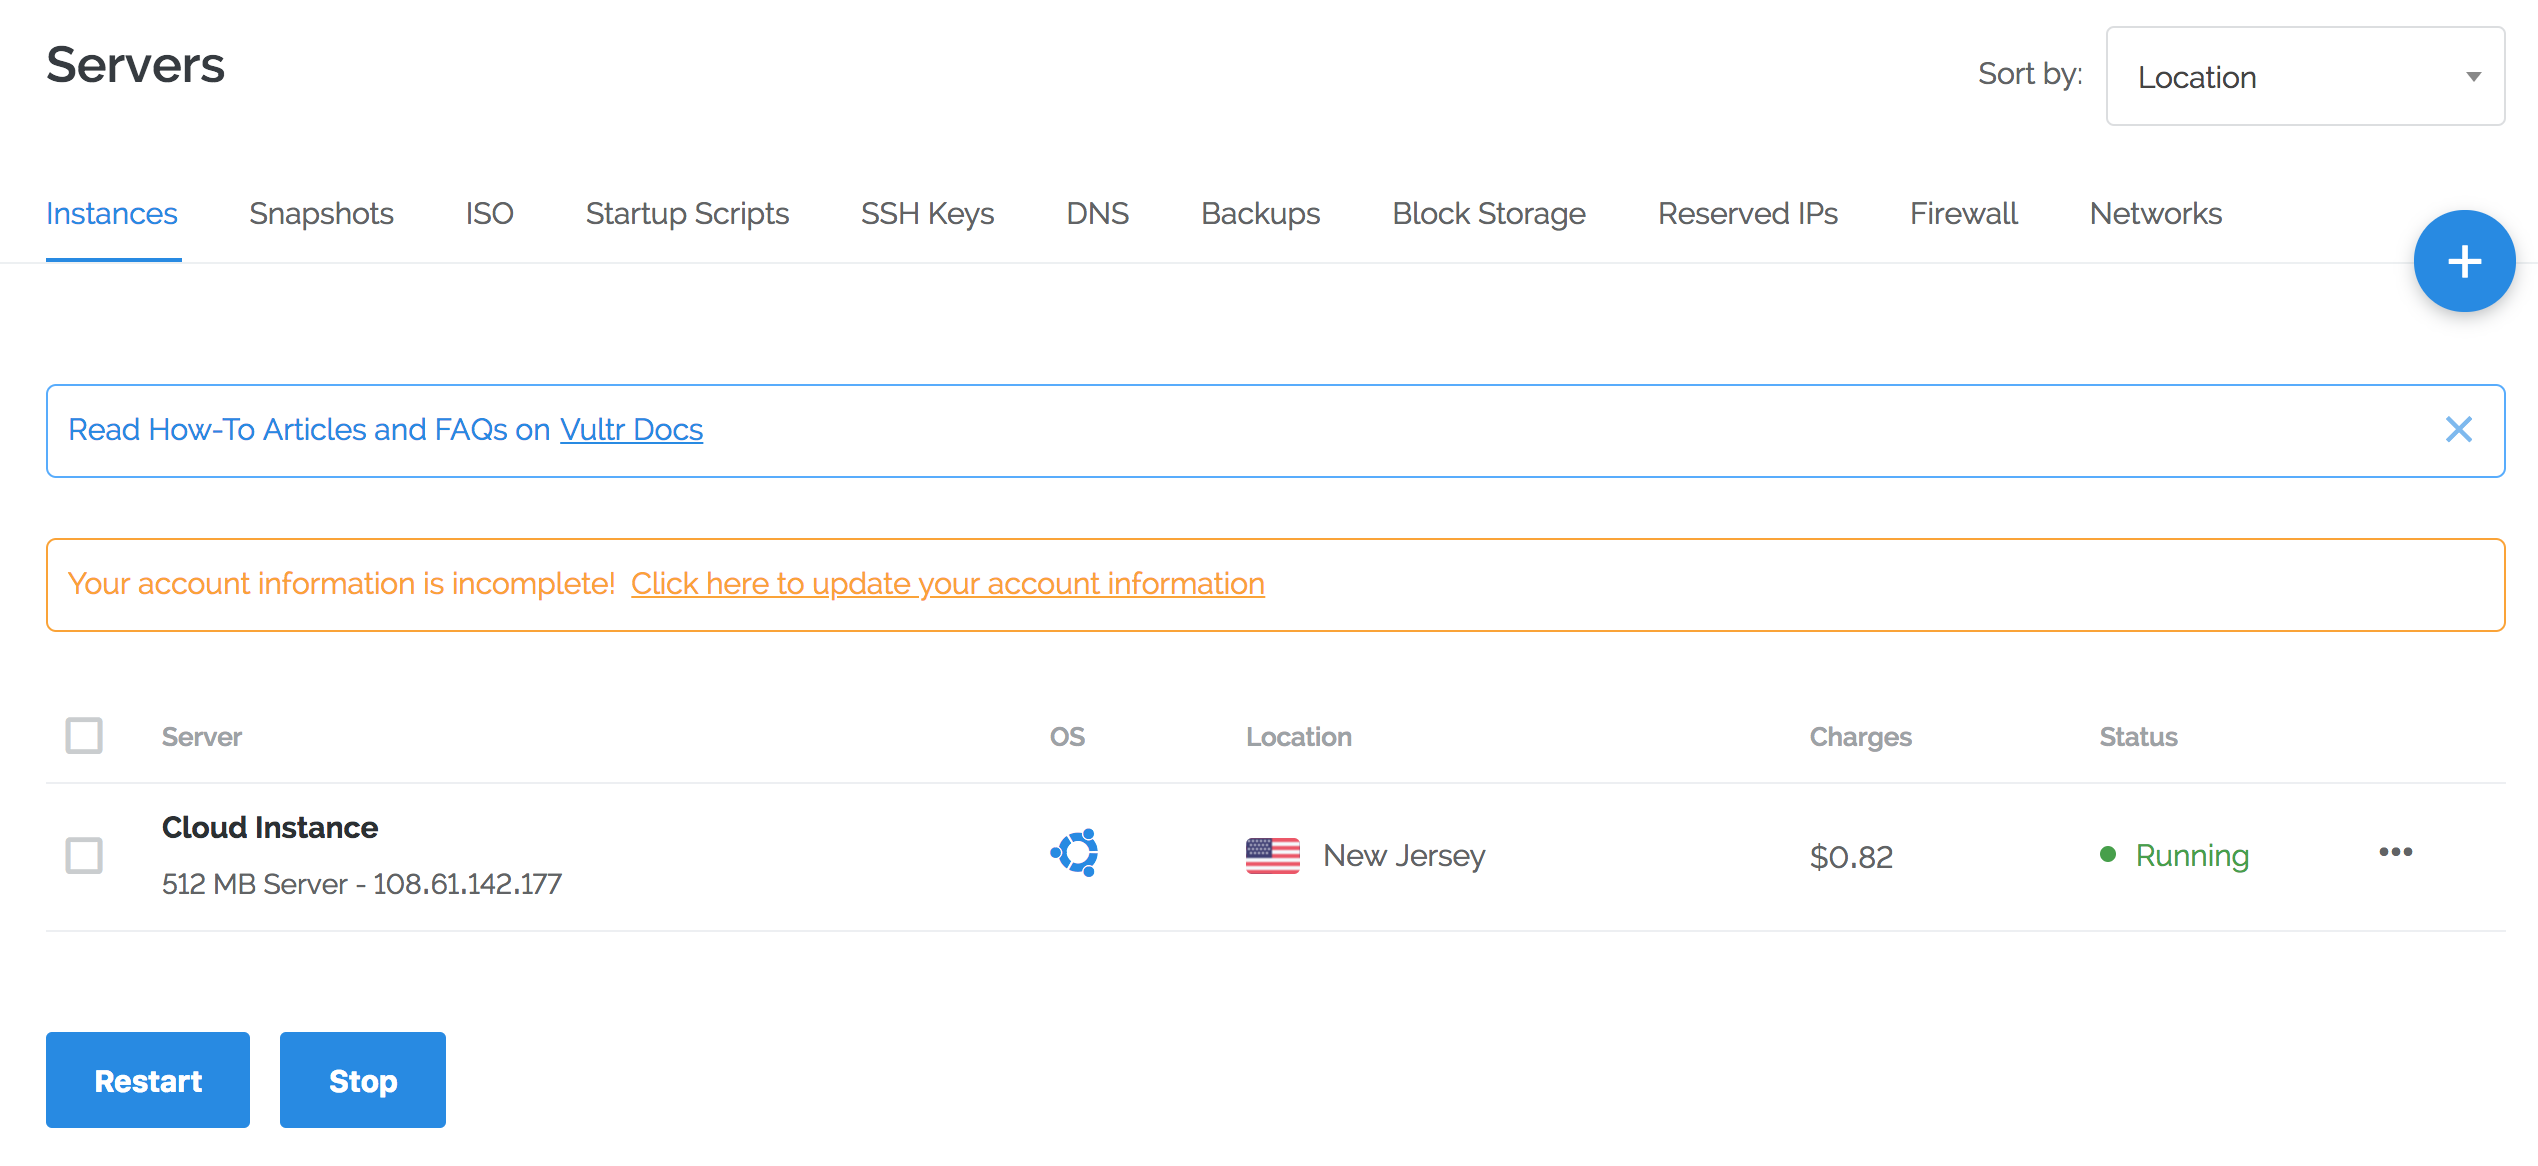 Servers
Sort by: Location
Instances Snapshots ISO Startup Scripts SSH Keys DNS Backups Block Storage Reserved IPs Firewall Networks
Read How-To Articles and FAQs on Vultr Docs
Your account information is incomplete! Click here to update your account information
Server OS Location Charges Status
Cloud Instance
512 MB Server - 108.61.142.177
New Jersey $0.82 Running
Restart Stop